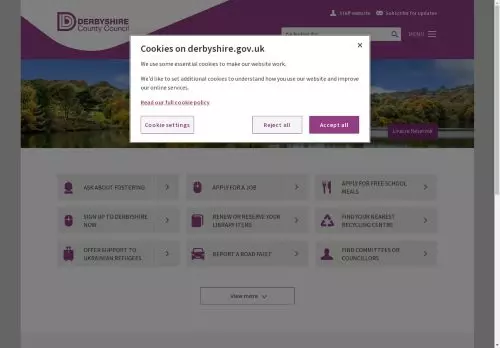 DERBYSHIRE
County Council
Staff website
Subscribe for updates
MENU
Cookies on derbyshire.gov.uk
We use some essential cookies to make our website work.
We'd like to set additional cookies to understand how you use our website and improve
our online services.
Read our full cookie policy
Cookie settings
Reject all
Accept all
Linacre Reservoir
ASK ABOUT FOSTERING
APPLY FOR A JOB
APPLY FOR FREE SCHOOL
MEALS
SIGN UP TO DERBYSHIRE
NOW
RENEW OR RESERVE YOUR
LIBRARY ITEMS
FIND YOUR NEAREST
RECYCLING CENTRE
OFFER SUPPORT TO
UKRAINIAN REFUGEES
REPORT A ROAD FAULT
FIND COMMITTEES OR
COUNCILLORS
View more